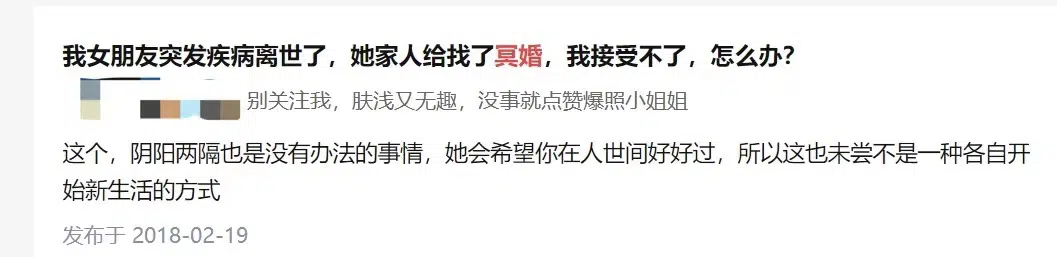 我女朋友突发疾病离世了，她家人给找了冥婚，我接受不了，怎么办？
别关注我，肤浅又无趣，没事就点赞爆照小姐姐
这个，阴阳两隔也是没有办法的事情，她会希望你在人世间好好过，所以这也未尝不是一种各自开
始新生活的方式
发布于 2018-02-19